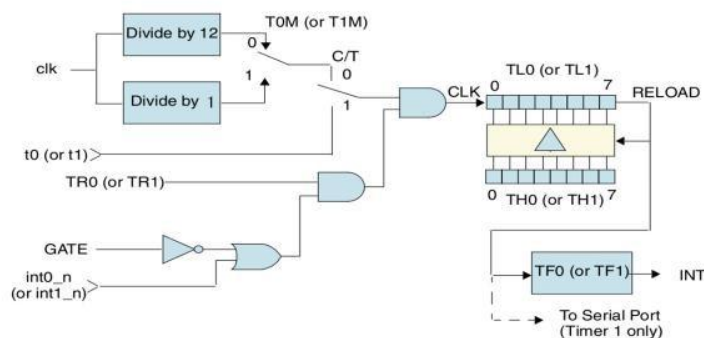 T0M (or T1M)
Divide by 12
0
C/T
0
clk
1
Divide by 1
1
t0 (or t1)
TR0 (or TR1)
GATE
int0_n
(or int1_n)
CLK
TL0 (or TL1)
0
7
RELOAD
0
7
TH0 (or TH1)
TF0 (or TF1)
INT
To Serial Port
(Timer 1 only)